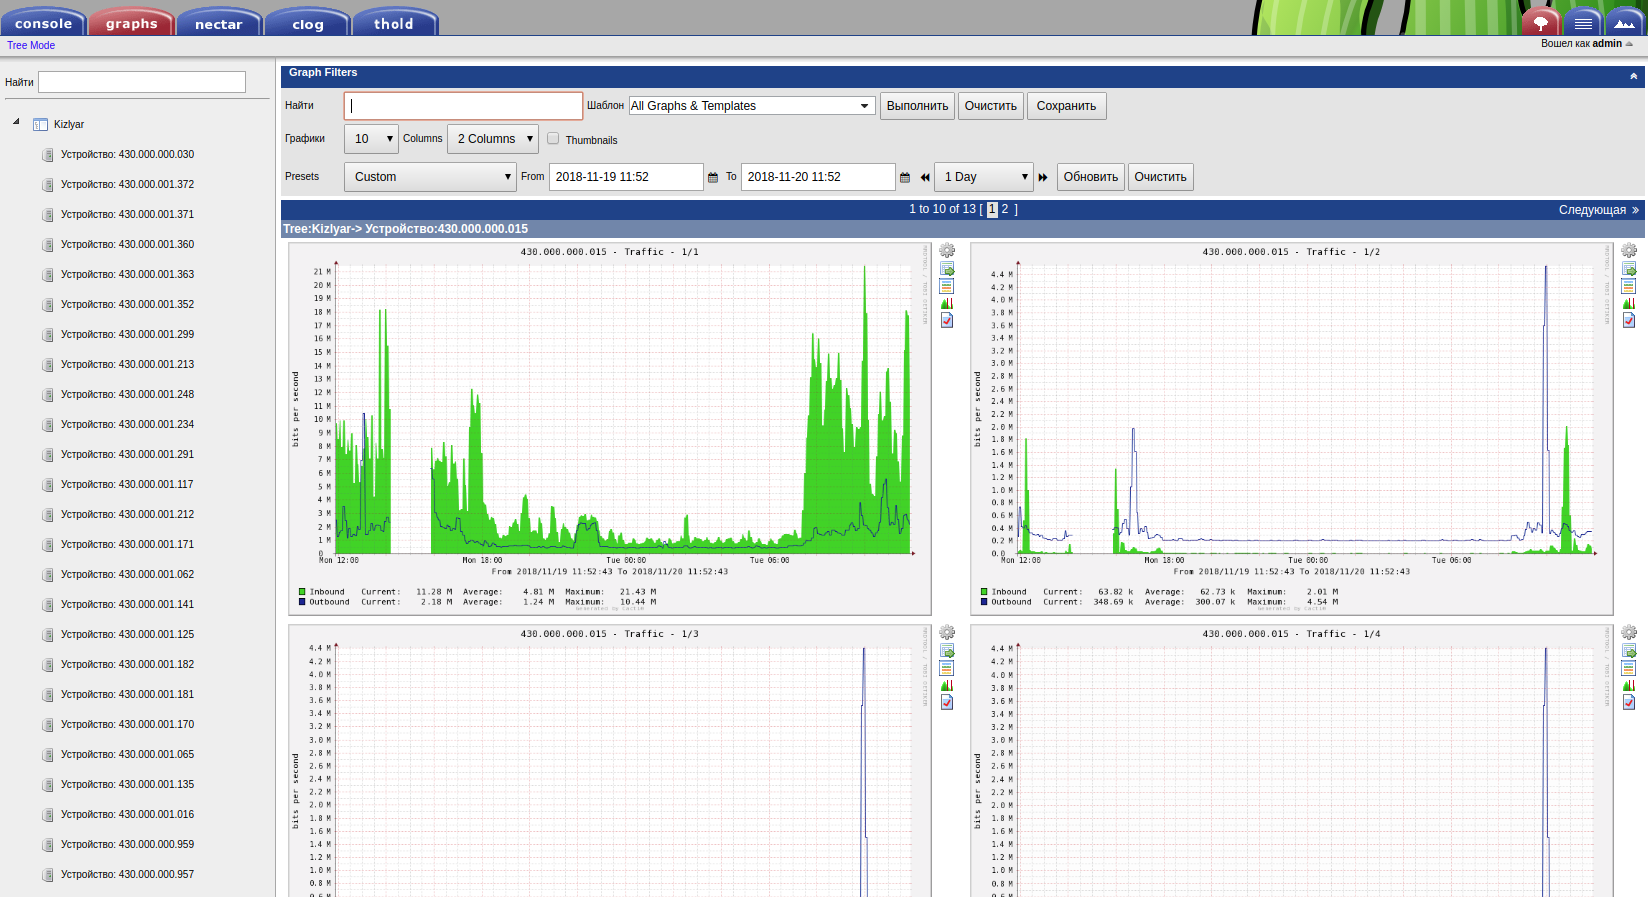 console graphs nectar clog thold
Tree Mode
Вошел как admin
Найти
Kizlyar
Устройство: 430.000.000.030
Устройство: 430.000.001.372
Устройство: 430.000.001.371
Устройство: 430.000.001.360
Устройство: 430.000.001.363
Устройство: 430.000.001.352
Устройство: 430.000.001.299
Устройство: 430.000.001.213
Устройство: 430.000.001.248
Устройство: 430.000.001.234
Устройство: 430.000.001.291
Устройство: 430.000.001.117
Устройство: 430.000.001.212
Устройство: 430.000.001.171
Устройство: 430.000.001.062
Устройство: 430.000.001.141
Устройство: 430.000.001.125
Устройство: 430.000.001.182
Устройство: 430.000.001.181
Устройство: 430.000.001.170
Устройство: 430.000.001.065
Устройство: 430.000.001.135
Устройство: 430.000.001.016
Устройство: 430.000.000.959
Устройство: 430.000.000.957
Graph Filters
Найти Шаблон All Graphs & Templates Выполнить Очистить Сохранить
Графики 10 Columns 2 Columns Thumbnails
Presets Custom From 2018-11-19 11:52 To 2018-11-20 11:52 1 Day Обновить Очистить
1 to 10 of 13 [ 1 2 ] Следующая »
Tree:Kizlyar-> Устройство:430.000.000.015
430.000.000.015 - Traffic - 1/1
bits per second
21 M
20 M
19 M
18 M
17 M
16 M
15 M
14 M
13 M
12 M
11 M
10 M
9 M
8 M
7 M
6 M
5 M
4 M
3 M
2 M
1 M
0
Mon 12:00 Mon 18:00 Tue 00:00 Tue 06:00
From 2018/11/19 11:52:43 To 2018/11/20 11:52:43
Inbound Current: 11.28 M Average: 4.81 M Maximum: 21.43 M
Outbound Current: 2.18 M Average: 1.24 M Maximum: 10.44 M
430.000.000.015 - Traffic - 1/2
bits per second
4.4 M
4.2 M
4.0 M
3.8 M
3.6 M
3.4 M
3.2 M
3.0 M
2.8 M
2.6 M
2.4 M
2.2 M
2.0 M
1.8 M
1.6 M
1.4 M
1.2 M
1.0 M
0.8 M
0.6 M
0.4 M
0.2 M
0.0
Mon 12:00 Mon 18:00 Tue 00:00 Tue 06:00
From 2018/11/19 11:52:43 To 2018/11/20 11:52:43
Inbound Current: 63.82 k Average: 62.73 k Maximum: 2.01 M
Outbound Current: 348.69 k Average: 300.07 k Maximum: 4.54 M
430.000.000.015 - Traffic - 1/3
bits per second
4.4 M
4.2 M
4.0 M
3.8 M
3.6 M
3.4 M
3.2 M
3.0 M
2.8 M
2.6 M
2.4 M
2.2 M
2.0 M
1.8 M
1.6 M
1.4 M
1.2 M
1.0 M
0.8 M
430.000.000.015 - Traffic - 1/4
bits per second
4.4 M
4.2 M
4.0 M
3.8 M
3.6 M
3.4 M
3.2 M
3.0 M
2.8 M
2.6 M
2.4 M
2.2 M
2.0 M
1.8 M
1.6 M
1.4 M
1.2 M
1.0 M
0.8 M